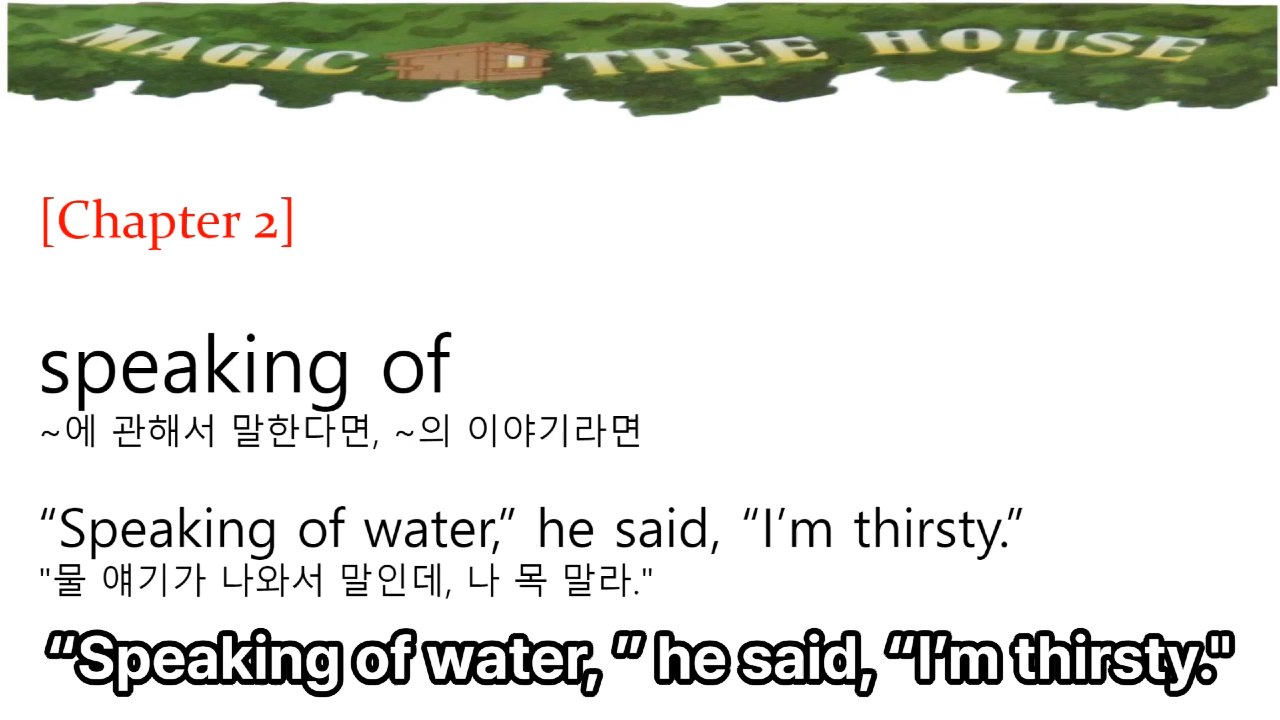 MAGIC TREE HOUSE
[Chapter 2]
speaking of
~에 관해서 말한다면, ~의 이야기라면
“Speaking of water,” he said, “I’m thirsty.”
"물 얘기가 나와서 말인데, 나 목 말라."
“Speaking of water, ” he said, “I’m thirsty."